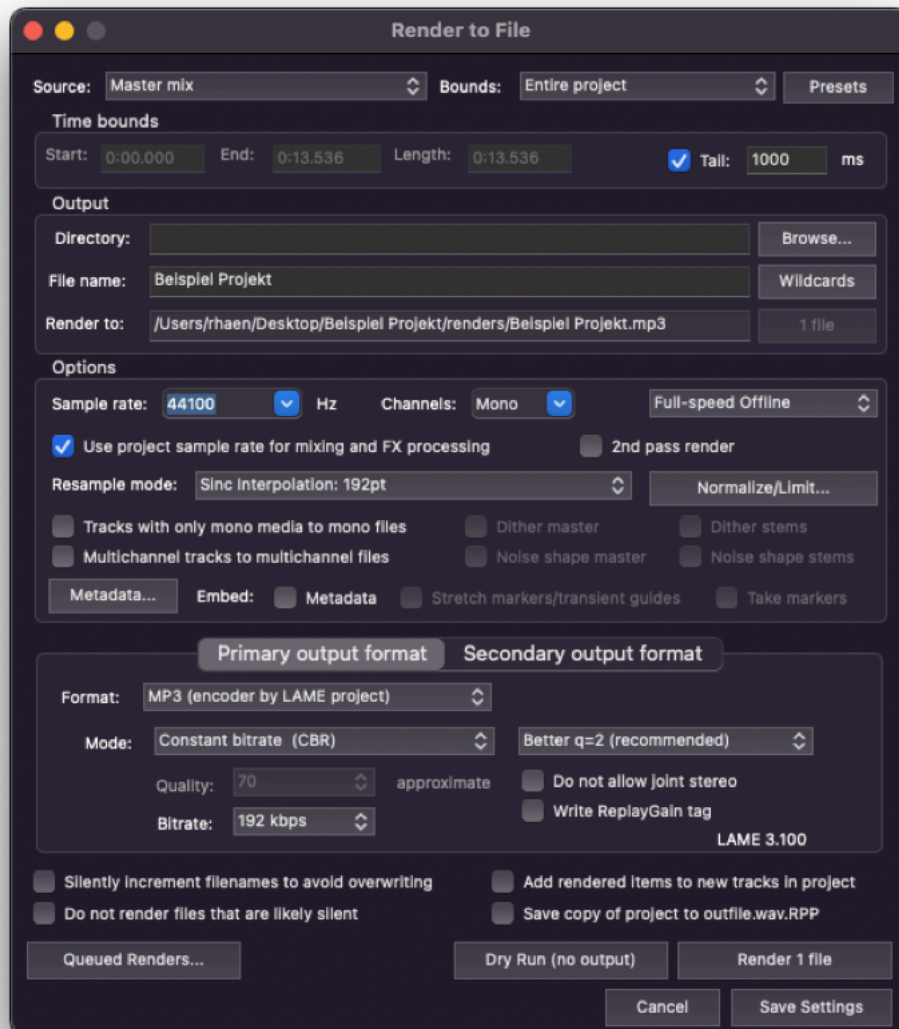 Render to File
Source: Master mix Bounds: Entire project Presets
Time bounds
Start: 0:00.000 End: 0:13.536 Length: 0:13.536 Tail: 1000 ms
Output
Directory: Browse...
File name: Beispiel Projekt Wildcards
Render to: /Users/rhaen/Desktop/Beispiel Projekt/renders/Beispiel Projekt.mp3 1 file
Options
Sample rate: 44100 Hz Channels: Mono Full-speed Offline
Use project sample rate for mixing and FX processing 2nd pass render
Resample mode: Sinc Interpolation: 192pt Normalize/Limit...
Tracks with only mono media to mono files Dither master Dither stems
Multichannel tracks to multichannel files Noise shape master Noise shape stems
Metadata... Embed: Metadata Stretch markers/transient guides Take markers
Primary output format Secondary output format
Format: MP3 (encoder by LAME project)
Mode: Constant bitrate (CBR) Better q=2 (recommended)
Quality: 70 approximate Do not allow joint stereo
Bitrate: 192 kbps Write ReplayGain tag
LAME 3.100
Silently increment filenames to avoid overwriting Add rendered items to new tracks in project
Do not render files that are likely silent Save copy of project to outfile.wav.RPP
Queued Renders... Dry Run (no output) Render 1 file
Cancel Save Settings